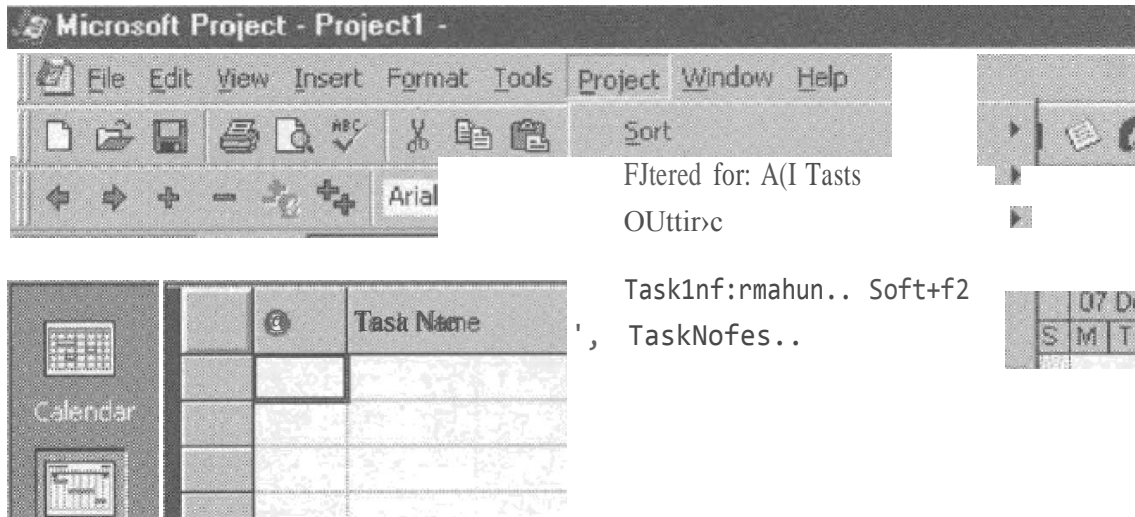 Microsoft Project - Project1 -
File Edit View Insert Format Tools Project Window Help
ABC
Sort
Arial
FJtered for: A(I Tasts
OUttir›c
Task1nf:rmahun.. Soft+f2
', TaskNofes..
07 D
S M T
@ Name
Calendar